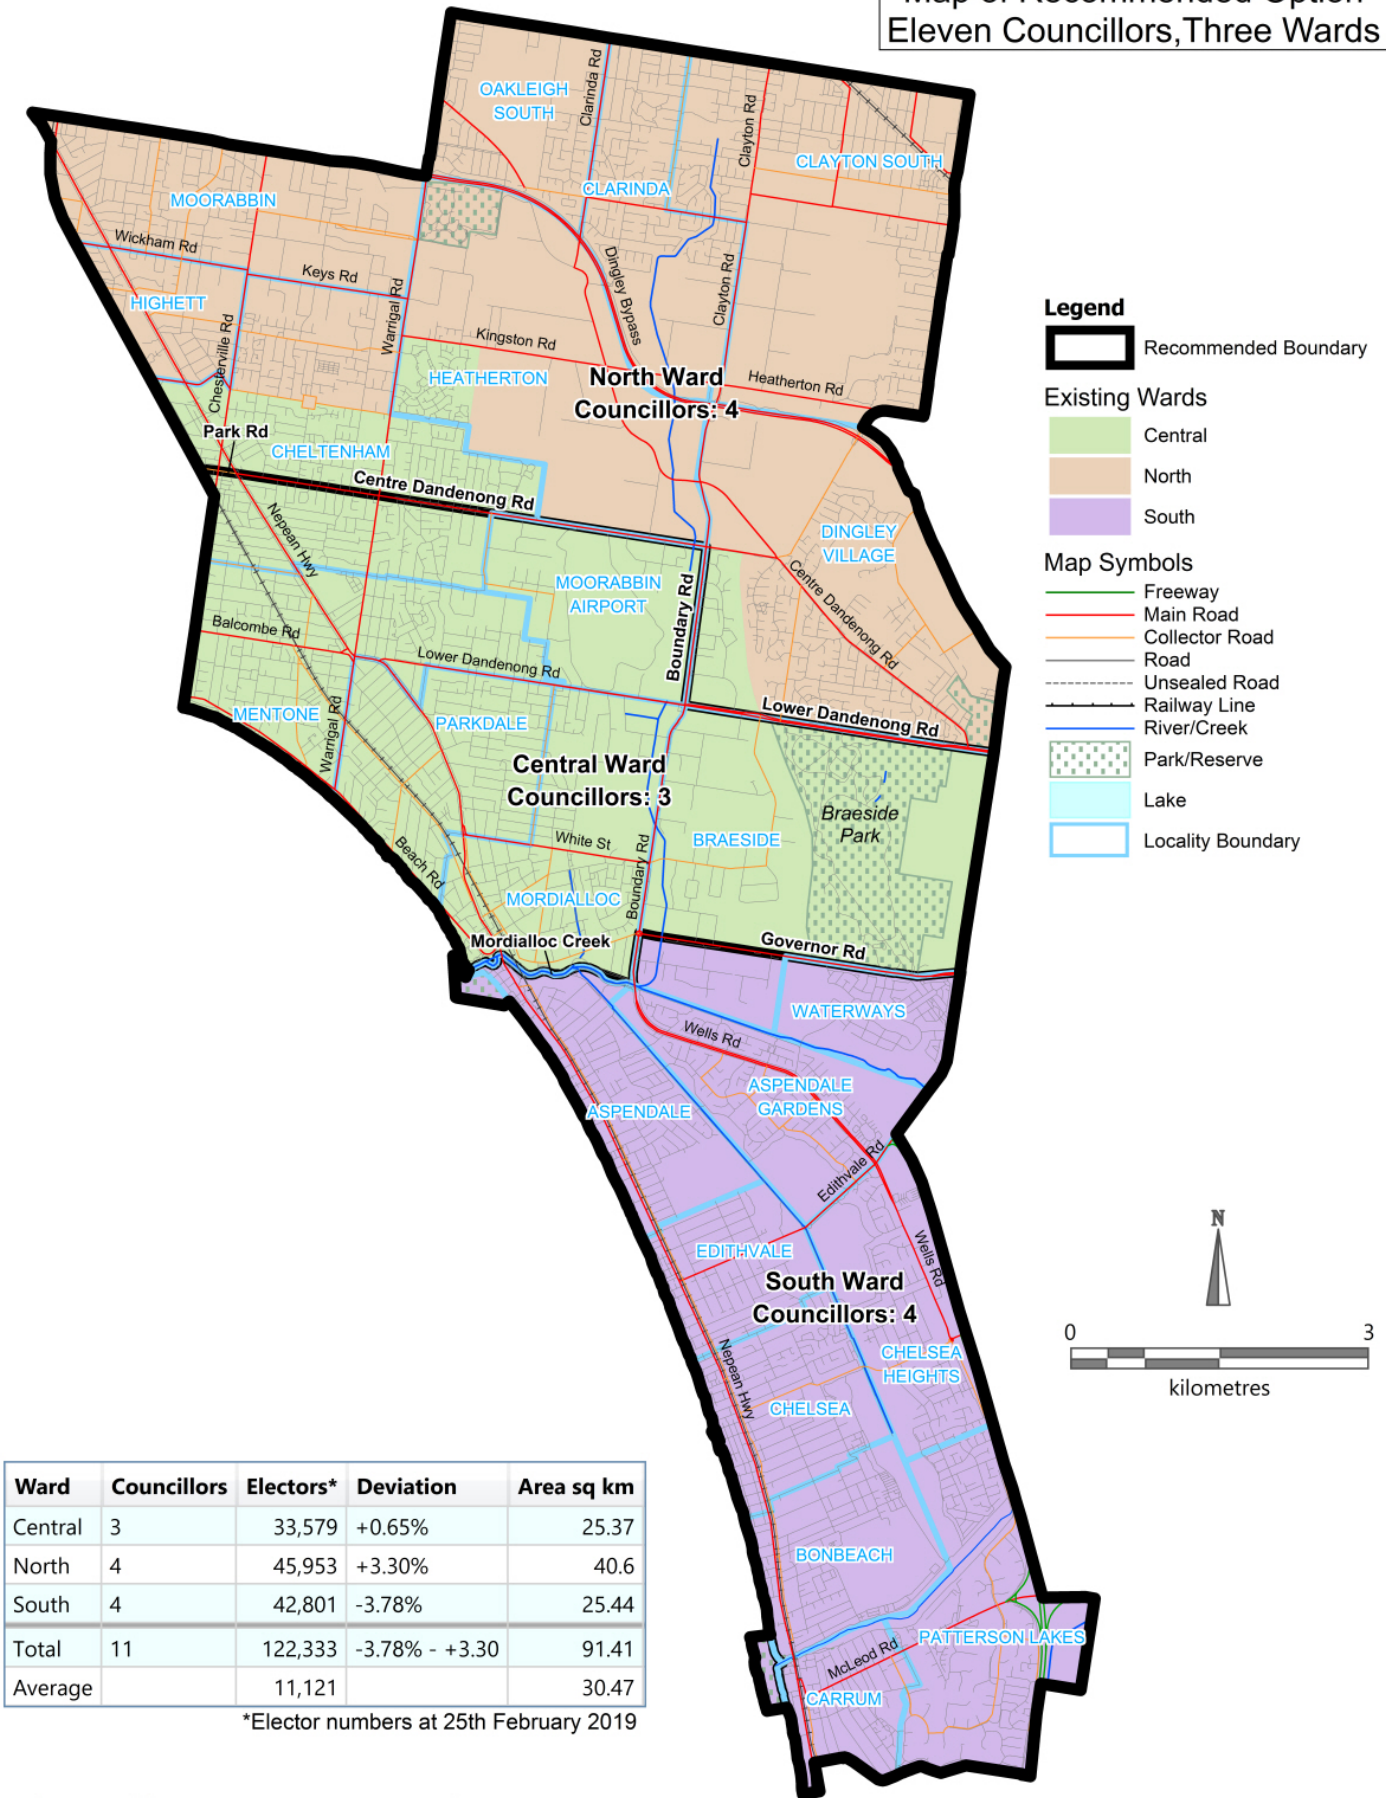 Map of Recommended Option
Eleven Councillors,Three Wards
OAKLEIGH
SOUTH
Clarinda Rd
Clayton Rd
CLAYTON SOUTH
CLARINDA
MOORABBIN
Wickham Rd
Keys Rd
HIGHETT
Warrigal Rd
Chesterville Rd
Dingley Bypass
Clayton Rd
Kingston Rd
HEATHERTON
North Ward
Councillors: 4
Heatherton Rd
Park Rd
CHELTENHAM
Centre Dandenong Rd
Nepean Hwy
DINGLEY
VILLAGE
MOORABBIN
AIRPORT
Boundary Rd
Centre Dandenong Rd
Balcombe Rd
Lower Dandenong Rd
Lower Dandenong Rd
MENTONE
Warrigal Rd
PARKDALE
Central Ward
Councillors: 3
Braeside
Park
White St
BRAESIDE
Beach Rd
Boundary Rd
MORDIALLOC
Mordialloc Creek
Governor Rd
WATERWAYS
Wells Rd
ASPENDALE
GARDENS
ASPENDALE
Edithvale Rd
EDITHVALE
Wells Rd
South Ward
Councillors: 4
Nepean Hwy
CHELSEA
HEIGHTS
CHELSEA
BONBEACH
PATTERSON LAKES
McLeod Rd
CARRUM
Legend
Recommended Boundary
Existing Wards
Central
North
South
Map Symbols
Freeway
Main Road
Collector Road
Road
Unsealed Road
Railway Line
River/Creek
Park/Reserve
Lake
Locality Boundary
N
0 3
kilometres
Ward Councillors Electors* Deviation Area sq km
Central 3 33,579 +0.65% 25.37
North 4 45,953 +3.30% 40.6
South 4 42,801 -3.78% 25.44
Total 11 122,333 -3.78% - +3.30 91.41
Average 11,121 30.47
*Elector numbers at 25th February 2019